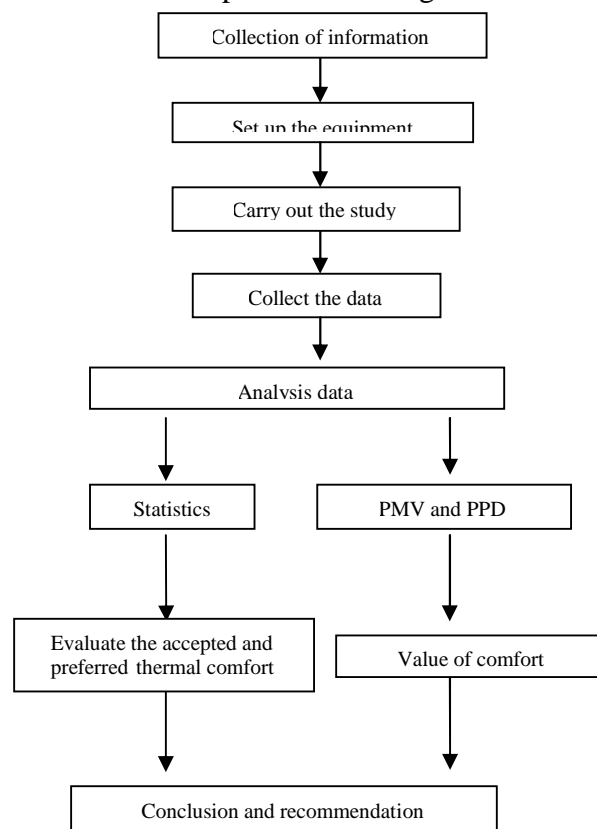 Collection of information
Set up the equipment
Carry out the study
Collect the data
Analysis data
Statistics
PMV and PPD
Evaluate the accepted and
preferred thermal comfort
Value of comfort
Conclusion and recommendation